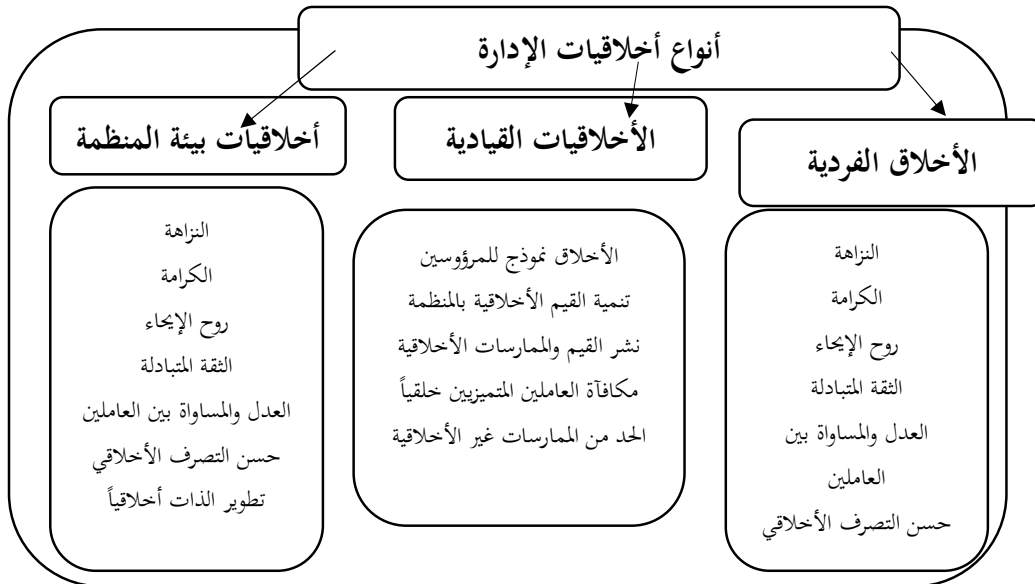 أنواع أخلاقيات الإدارة
الأخلاق الفردية
النزاهة
الكرامة
روح الإيحاء
الثقة المتبادلة
العدل والمساواة بين
العاملين
حسن التصرف الأخلاقي
الأخلاقيات القيادية
الأخلاق نموذج للمرؤوسين
تنمية القيم الأخلاقية بالمنظمة
نشر القيم والممارسات الأخلاقية
مكافآة العاملين المتميزيين خلقياً
الحد من الممارسات غير الأخلاقية
أخلاقيات بيئة المنظمة
النزاهة
الكرامة
روح الإيحاء
الثقة المتبادلة
العدل والمساواة بين العاملين
حسن التصرف الأخلاقي
تطوير الذات أخلاقياً